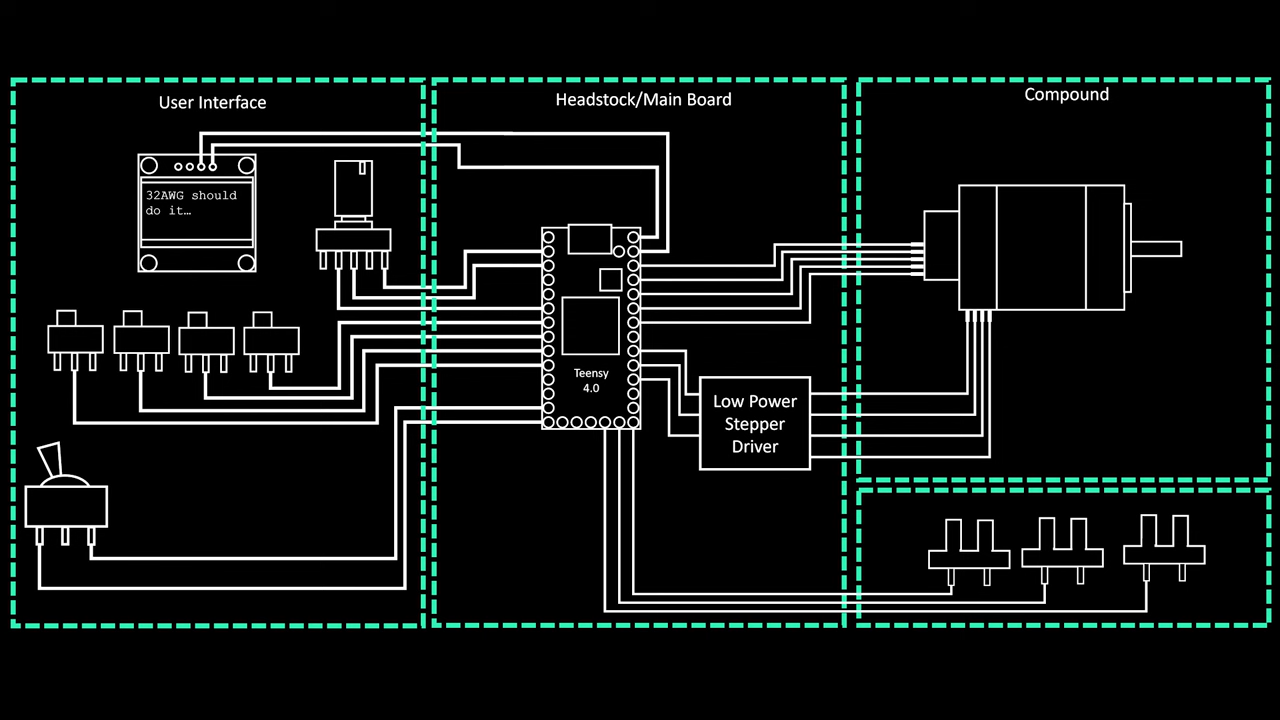 User Interface
Headstock/Main Board
Compound
32AWG should
do it…
Teensy
4.0
Low Power
Stepper
Driver